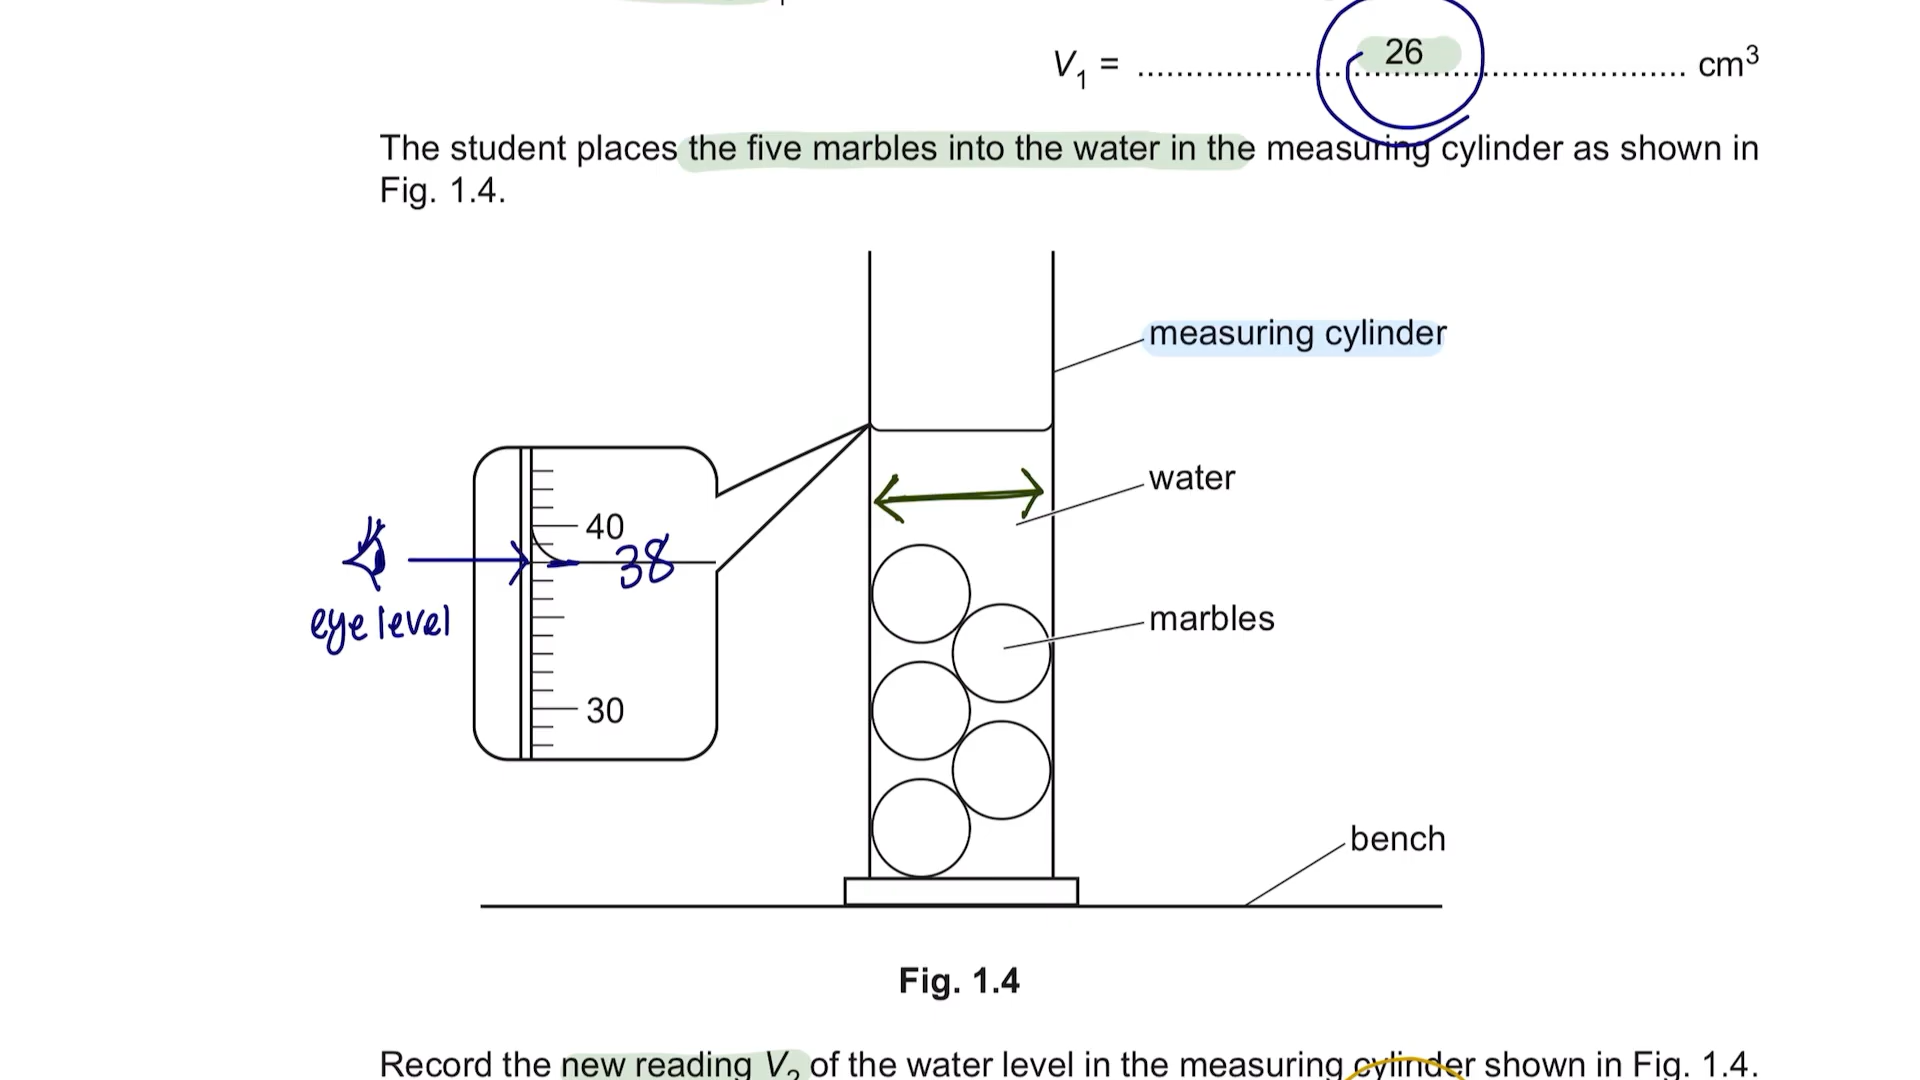 V₁ = ........................ 26 ........................ cm³
The student places the five marbles into the water in the measuring cylinder as shown in
Fig. 1.4.
measuring cylinder
water
40
38
eye level
marbles
30
bench
Fig. 1.4
Record the new reading V₂ of the water level in the measuring cylinder shown in Fig. 1.4.